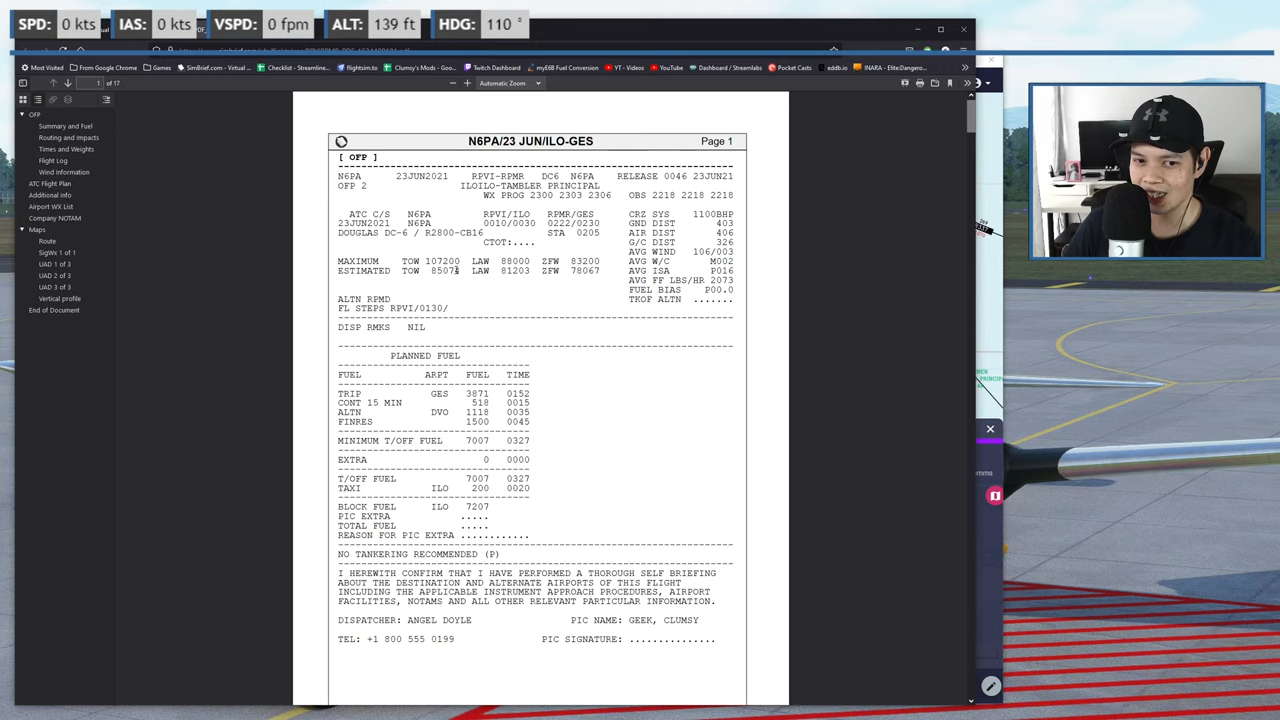 SPD: 0 kts IAS: 0 kts VSPD: 0 fpm ALT: 139 ft HDG: 110 °
Most Visited From Google Chrome Games SimBrief.com - Virtual ... Checklist - Streamline... flightsim.to Clumsy's Mods - Goo... Twitch Dashboard myE6B Fuel Conversion YT - Videos YouTube Dashboard / Streamlabs Pocket Casts eddb.io INARA - Elite:Dangero...
1 of 17 Automatic Zoom
OFP
Summary and Fuel
Routing and Impacts
Times and Weights
Flight Log
Wind Information
ATC Flight Plan
Additional Info
Airport WX List
Company NOTAM
Maps
Route
SigWx 1 of 1
UAD 1 of 3
UAD 2 of 3
UAD 3 of 3
Vertical profile
End of Document
N6PA/23 JUN/ILO-GES Page 1
[ OFP ]
N6PA 23JUN2021 RPVI-RPMR DC6 N6PA RELEASE 0046 23JUN21
OFP 2 ILOILO-TAMBLER PRINCIPAL
WX PROG 2300 2303 2306 OBS 2218 2218 2218
ATC C/S N6PA RPVI/ILO RPMR/GES CRZ SYS 1100BHP
23JUN2021 N6PA 0010/0030 0222/0230 GND DIST 403
DOUGLAS DC-6 / R2800-CB16 STA 0205 AIR DIST 406
CTOT:.... G/C DIST 326
AVG WIND 106/003
MAXIMUM TOW 107200 LAW 88000 ZFW 83200 AVG W/C M002
ESTIMATED TOW 85074 LAW 81203 ZFW 78067 AVG ISA P016
AVG FF LBS/HR 2073
FUEL BIAS P00.0
ALTN RPMD TKOF ALTN .......
FL STEPS RPVI/0130/
DISP RMKS NIL
PLANNED FUEL
FUEL ARPT FUEL TIME
TRIP GES 3871 0152
CONT 15 MIN 518 0015
ALTN DVO 1118 0035
FINRES 1500 0045
MINIMUM T/OFF FUEL 7007 0327
EXTRA 0 0000
T/OFF FUEL 7007 0327
TAXI ILO 200 0020
BLOCK FUEL ILO 7207
PIC EXTRA .....
TOTAL FUEL .....
REASON FOR PIC EXTRA ............
NO TANKERING RECOMMENDED (P)
I HEREWITH CONFIRM THAT I HAVE PERFORMED A THOROUGH SELF BRIEFING
ABOUT THE DESTINATION AND ALTERNATE AIRPORTS OF THIS FLIGHT
INCLUDING THE APPLICABLE INSTRUMENT APPROACH PROCEDURES, AIRPORT
FACILITIES, NOTAMS AND ALL OTHER RELEVANT PARTICULAR INFORMATION.
DISPATCHER: ANGEL DOYLE PIC NAME: GEEK, CLUMSY
TEL: +1 800 555 0199 PIC SIGNATURE: ...............